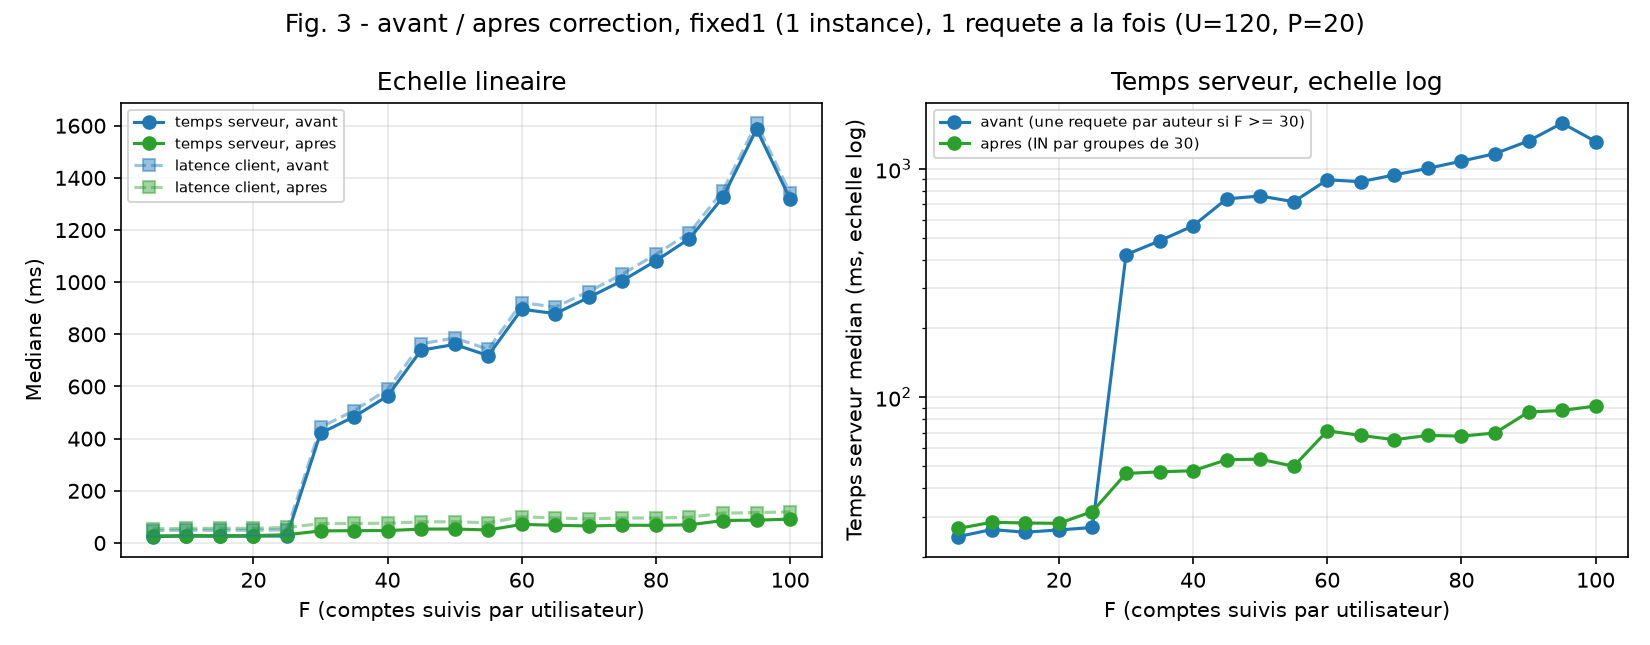 Fig. 3 - avant / apres correction, fixed1 (1 instance), 1 requete a la fois (U=120, P=20)
Echelle lineaire
temps serveur, avant
temps serveur, apres
latence client, avant
latence client, apres
Mediane (ms)
1600
1400
1200
1000
800
600
400
200
0
20 40 60 80 100
F (comptes suivis par utilisateur)
Temps serveur, echelle log
avant (une requete par auteur si F >= 30)
apres (IN par groupes de 30)
Temps serveur median (ms, echelle log)
10³
10²
20 40 60 80 100
F (comptes suivis par utilisateur)